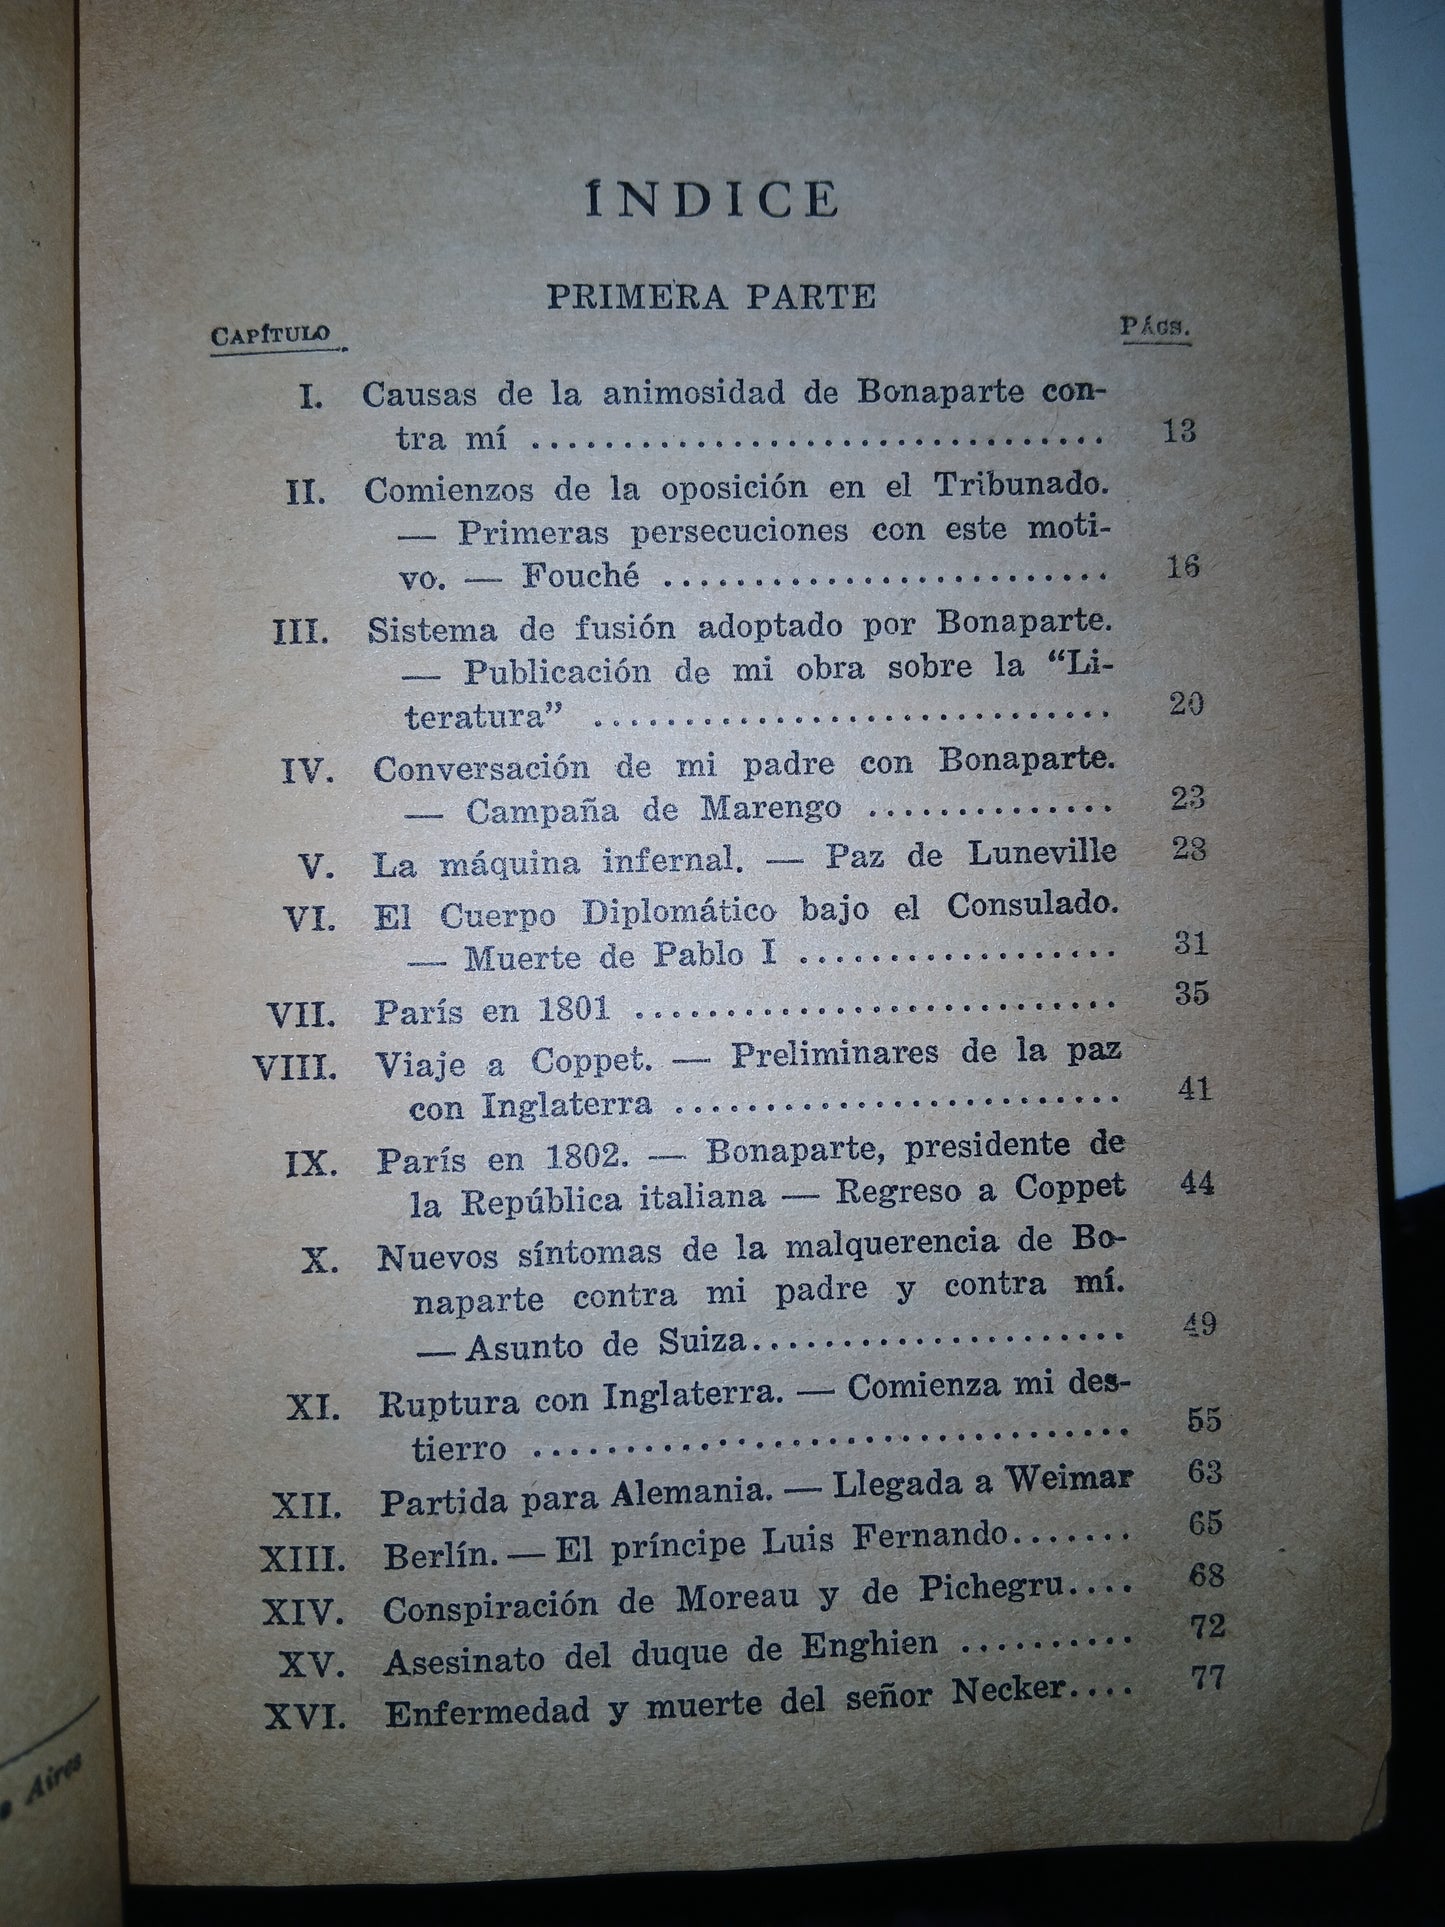 ÍNDICE
PRIMERA PARTE
CAPÍTULO PÁGS.
I. Causas de la animosidad de Bonaparte con-
tra mí .................................. 13
II. Comienzos de la oposición en el Tribunado.
— Primeras persecuciones con este moti-
vo. — Fouché .......................... 16
III. Sistema de fusión adoptado por Bonaparte.
— Publicación de mi obra sobre la “Li-
teratura” .............................. 20
IV. Conversación de mi padre con Bonaparte.
— Campaña de Marengo .............. 23
V. La máquina infernal. — Paz de Luneville 28
VI. El Cuerpo Diplomático bajo el Consulado.
— Muerte de Pablo I .................. 31
VII. París en 1801 ............................ 35
VIII. Viaje a Coppet. — Preliminares de la paz
con Inglaterra .......................... 41
IX. París en 1802. — Bonaparte, presidente de
la República italiana — Regreso a Coppet 44
X. Nuevos síntomas de la malquerencia de Bo-
naparte contra mi padre y contra mí.
— Asunto de Suiza...................... 49
XI. Ruptura con Inglaterra. — Comienza mi des-
tierro .................................. 55
XII. Partida para Alemania. — Llegada a Weimar 63
XIII. Berlín. — El príncipe Luis Fernando....... 65
XIV. Conspiración de Moreau y de Pichegru.... 68
XV. Asesinato del duque de Enghien .......... 72
XVI. Enfermedad y muerte del señor Necker.... 77
Aires